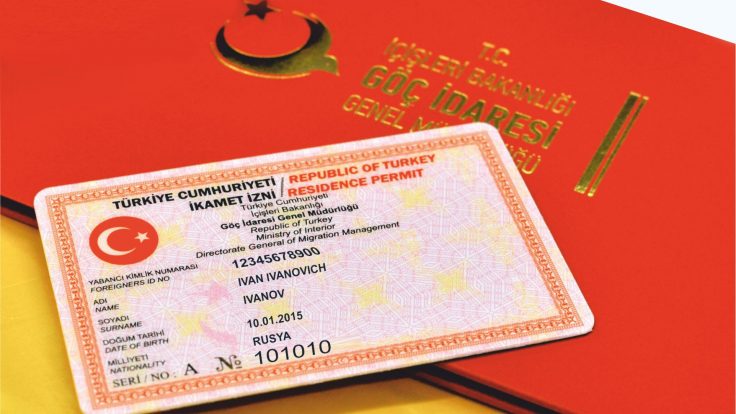 T.C.
İÇİŞLERİ BAKANLIĞI
GÖÇ İDARESİ
GENEL MÜDÜRLÜĞÜ
TÜRKİYE CUMHURİYETİ / REPUBLIC OF TURKEY
İKAMET İZNİ / RESIDENCE PERMIT
Türkiye Cumhuriyeti
İçişleri Bakanlığı
Göç İdaresi Genel Müdürlüğü
Republic of Turkey
Ministry of Interior
Directorate General of Migration Management
YABANCI KİMLİK NUMARASI 12345678900
FOREIGNERS ID NO
ADI IVAN IVANOVICH
NAME
SOYADI IVANOV
SURNAME
DOĞUM TARİHİ 10.01.2015
DATE OF BIRTH
MİLLİYETİ RUSYA
NATIONALITY
SERİ / NO : A № 101010